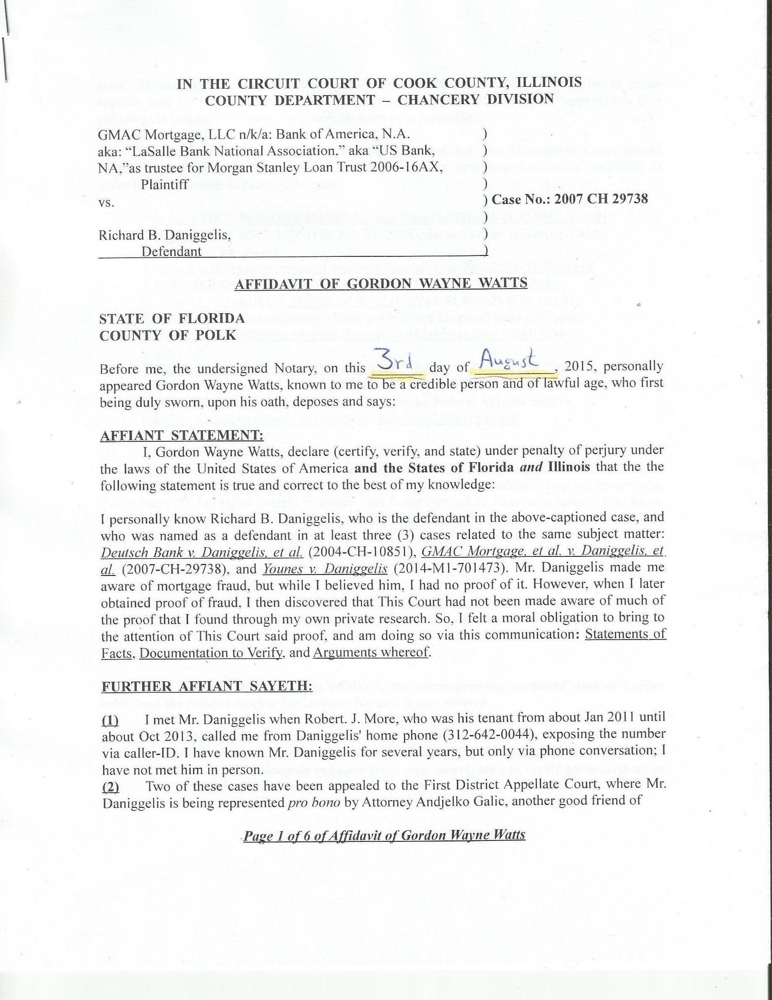 IN THE CIRCUIT COURT OF COOK COUNTY, ILLINOIS
COUNTY DEPARTMENT – CHANCERY DIVISION
GMAC Mortgage, LLC n/k/a: Bank of America, N.A. )
aka: “LaSalle Bank National Association,” aka “US Bank, )
NA,”as trustee for Morgan Stanley Loan Trust 2006-16AX, )
Plaintiff )
vs. ) Case No.: 2007 CH 29738
)
Richard B. Daniggelis, )
Defendant )
AFFIDAVIT OF GORDON WAYNE WATTS
STATE OF FLORIDA
COUNTY OF POLK
Before me, the undersigned Notary, on this 3rd day of August, 2015, personally
appeared Gordon Wayne Watts, known to me to be a credible person and of lawful age, who first
being duly sworn, upon his oath, deposes and says:
AFFIANT STATEMENT:
I, Gordon Wayne Watts, declare (certify, verify, and state) under penalty of perjury under
the laws of the United States of America and the States of Florida and Illinois that the the
following statement is true and correct to the best of my knowledge:
I personally know Richard B. Daniggelis, who is the defendant in the above-captioned case, and
who was named as a defendant in at least three (3) cases related to the same subject matter:
Deutsch Bank v. Daniggelis, et al. (2004-CH-10851), GMAC Mortgage, et al. v. Daniggelis, et
al. (2007-CH-29738), and Younes v. Daniggelis (2014-M1-701473). Mr. Daniggelis made me
aware of mortgage fraud, but while I believed him, I had no proof of it. However, when I later
obtained proof of fraud, I then discovered that This Court had not been made aware of much of
the proof that I found through my own private research. So, I felt a moral obligation to bring to
the attention of This Court said proof, and am doing so via this communication: Statements of
Facts, Documentation to Verify, and Arguments whereof.
FURTHER AFFIANT SAYETH:
(1) I met Mr. Daniggelis when Robert. J. More, who was his tenant from about Jan 2011 until
about Oct 2013, called me from Daniggelis' home phone (312-642-0044), exposing the number
via caller-ID. I have known Mr. Daniggelis for several years, but only via phone conversation; I
have not met him in person.
(2) Two of these cases have been appealed to the First District Appellate Court, where Mr.
Daniggelis is being represented pro bono by Attorney Andjelko Galic, another good friend of
Page 1 of 6 of Affidavit of Gordon Wayne Watts